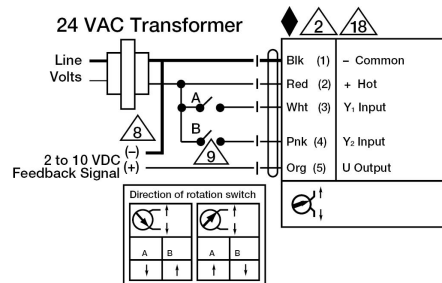 24 VAC Transformer
2
18
Line
Volts
Blk (1) – Common
Red (2) + Hot
A
Wht (3) Y₁ Input
B
8
9
Pnk (4) Y₂ Input
2 to 10 VDC (–)
Feedback Signal (+)
Org (5) U Output
Direction of rotation switch
A B A B